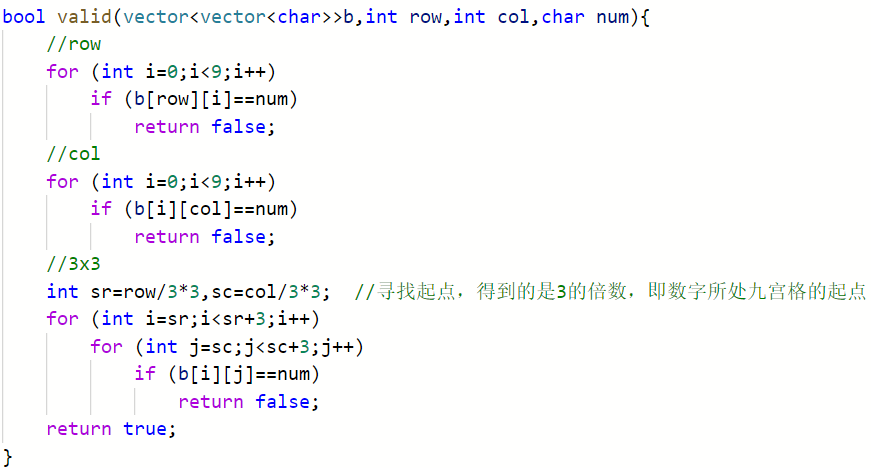 bool valid(vector<vector<char>>b,int row,int col,char num){
    //row
    for (int i=0;i<9;i++)
        if (b[row][i]==num)
            return false;
    //col
    for (int i=0;i<9;i++)
        if (b[i][col]==num)
            return false;
    //3x3
    int sr=row/3*3,sc=col/3*3;  //寻找起点，得到的是3的倍数，即数字所处九宫格的起点
    for (int i=sr;i<sr+3;i++)
        for (int j=sc;j<sc+3;j++)
            if (b[i][j]==num)
                return false;
    return true;
}